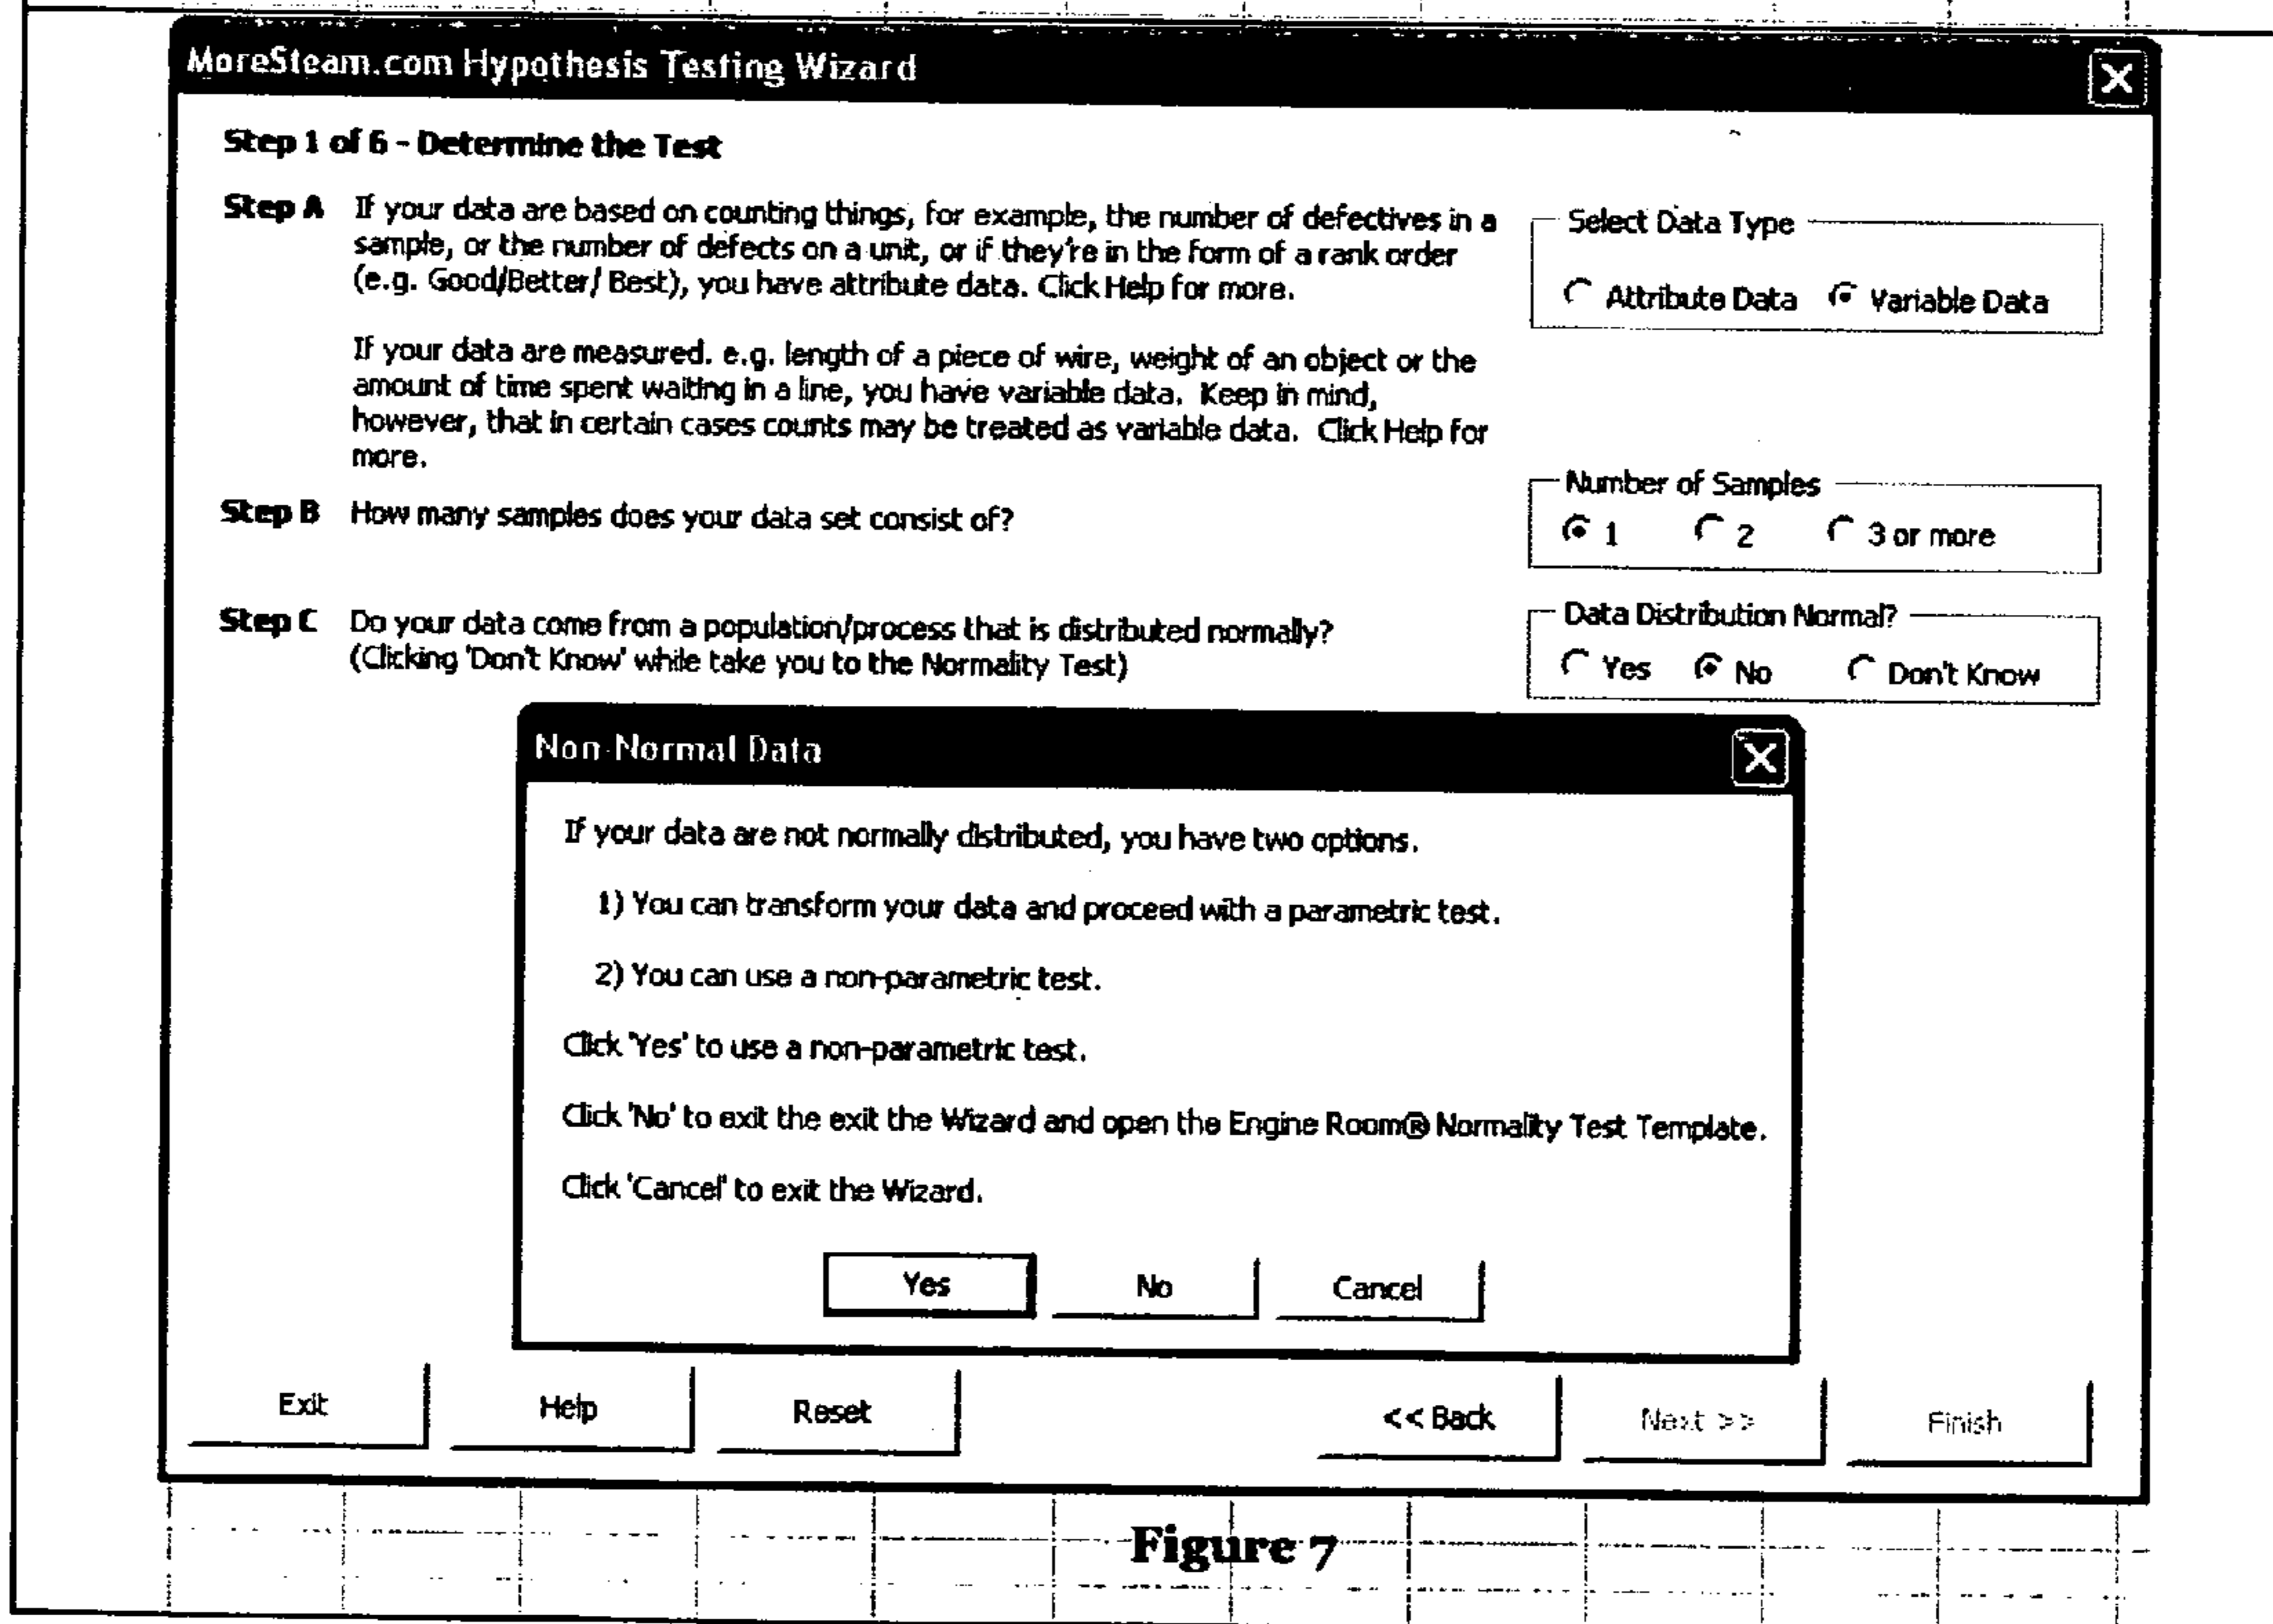 MoreSteam.com Hypothesis Testing Wizard
Step 1 of 6 - Determine the Test
Step A If your data are based on counting things, for example, the number of defectives in a
sample, or the number of defects on a unit, or if they're in the form of a rank order
(e.g. Good/Better/ Best), you have attribute data. Click Help for more.
Select Data Type
Attribute Data Variable Data
If your data are measured. e.g. length of a piece of wire, weight of an object or the
amount of time spent waiting in a line, you have variable data. Keep in mind,
however, that in certain cases counts may be treated as variable data. Click Help for
more.
Step B How many samples does your data set consist of?
Number of Samples
1 2 3 or more
Step C Do your data come from a population/process that is distributed normally?
(Clicking 'Don't Know' while take you to the Normality Test)
Data Distribution Normal?
Yes No Don't Know
Non-Normal Data
If your data are not normally distributed, you have two options.
1) You can transform your data and proceed with a parametric test.
2) You can use a non-parametric test.
Click 'Yes' to use a non-parametric test.
Click 'No' to exit the exit the Wizard and open the Engine Room® Normality Test Template.
Click 'Cancel' to exit the Wizard.
Yes No Cancel
Exit Help Reset << Back Next >> Finish
Figure 7